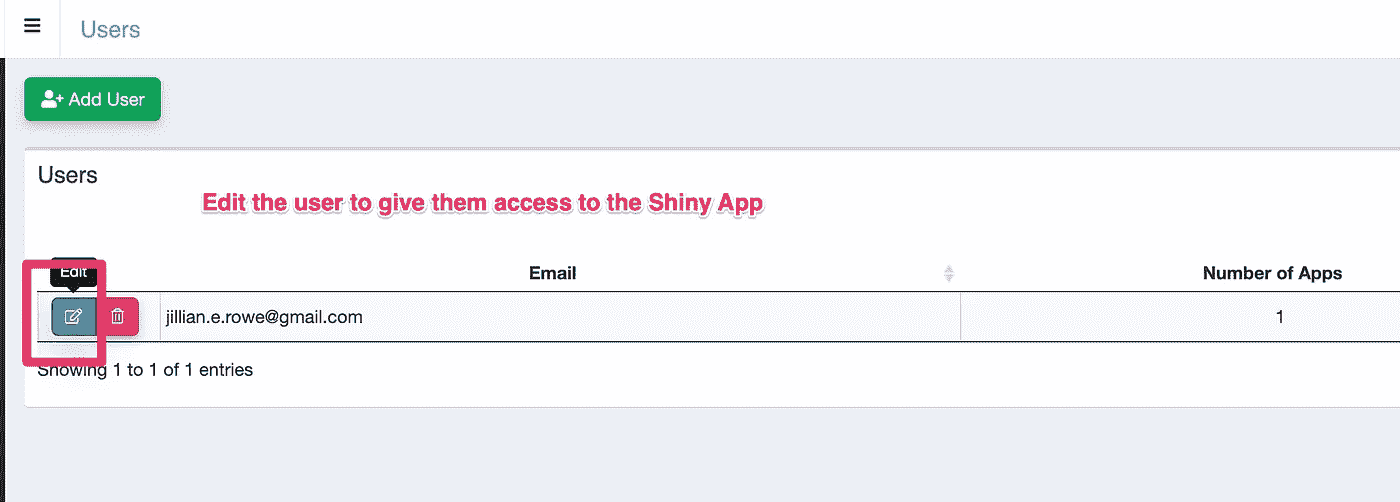 Users
Add User
Users
Edit the user to give them access to the Shiny App
Edit
Email Number of Apps
jillian.e.rowe@gmail.com 1
Showing 1 to 1 of 1 entries